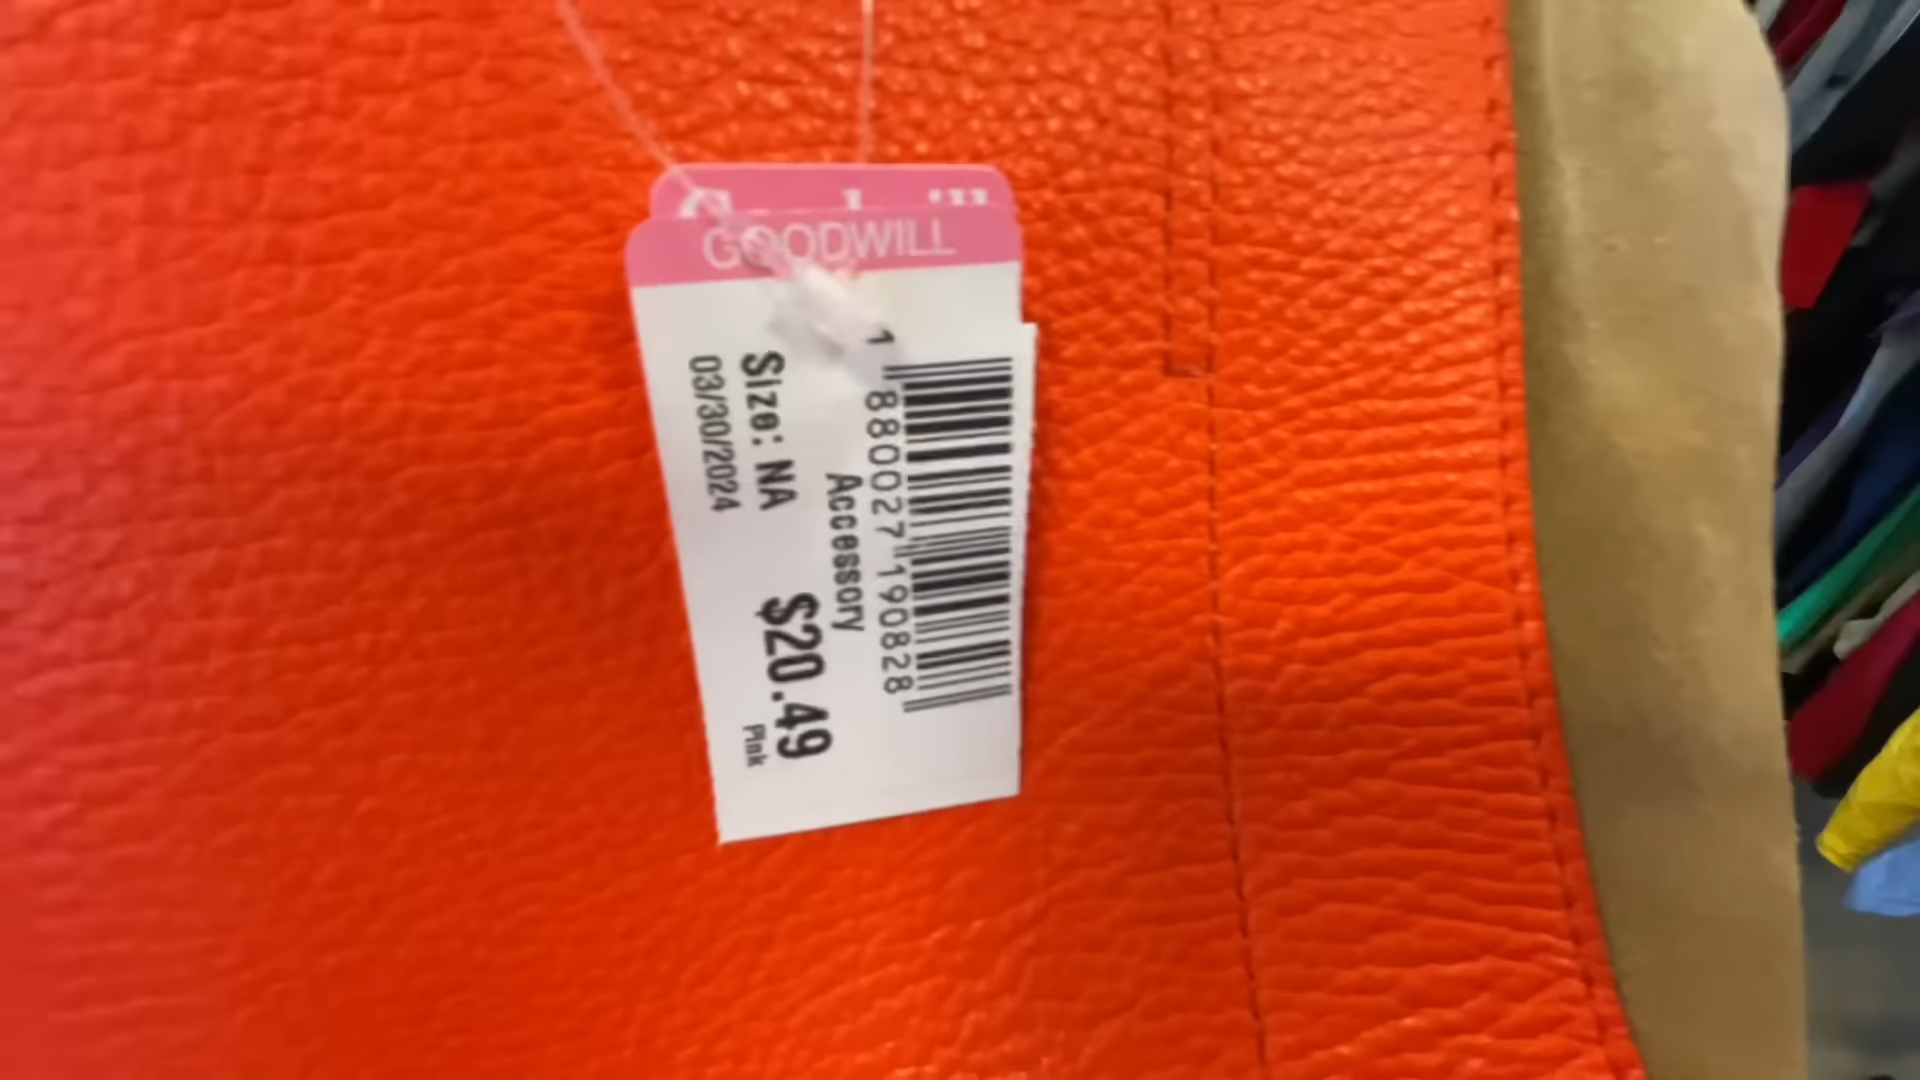 GOODWILL
1 880027 190828
Accessory
$20.49
Size: NA
Pink
03/30/2024